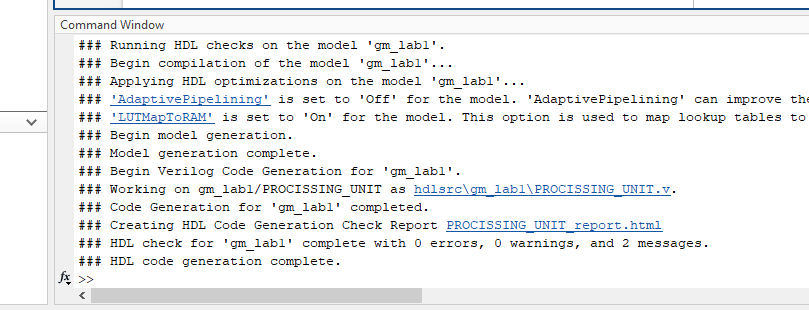 Command Window
### Running HDL checks on the model 'gm_lab1'.
### Begin compilation of the model 'gm_lab1'...
### Applying HDL optimizations on the model 'gm_lab1'...
### 'AdaptivePipelining' is set to 'Off' for the model. 'AdaptivePipelining' can improve the
### 'LUTMapToRAM' is set to 'On' for the model. This option is used to map lookup tables to
### Begin model generation.
### Model generation complete.
### Begin Verilog Code Generation for 'gm_lab1'.
### Working on gm_lab1/PROCISSING_UNIT as hdlsrc\gm_lab1\PROCISSING_UNIT.v.
### Code Generation for 'gm_lab1' completed.
### Creating HDL Code Generation Check Report PROCISSING_UNIT_report.html
### HDL check for 'gm_lab1' complete with 0 errors, 0 warnings, and 2 messages.
### HDL code generation complete.
fx >>